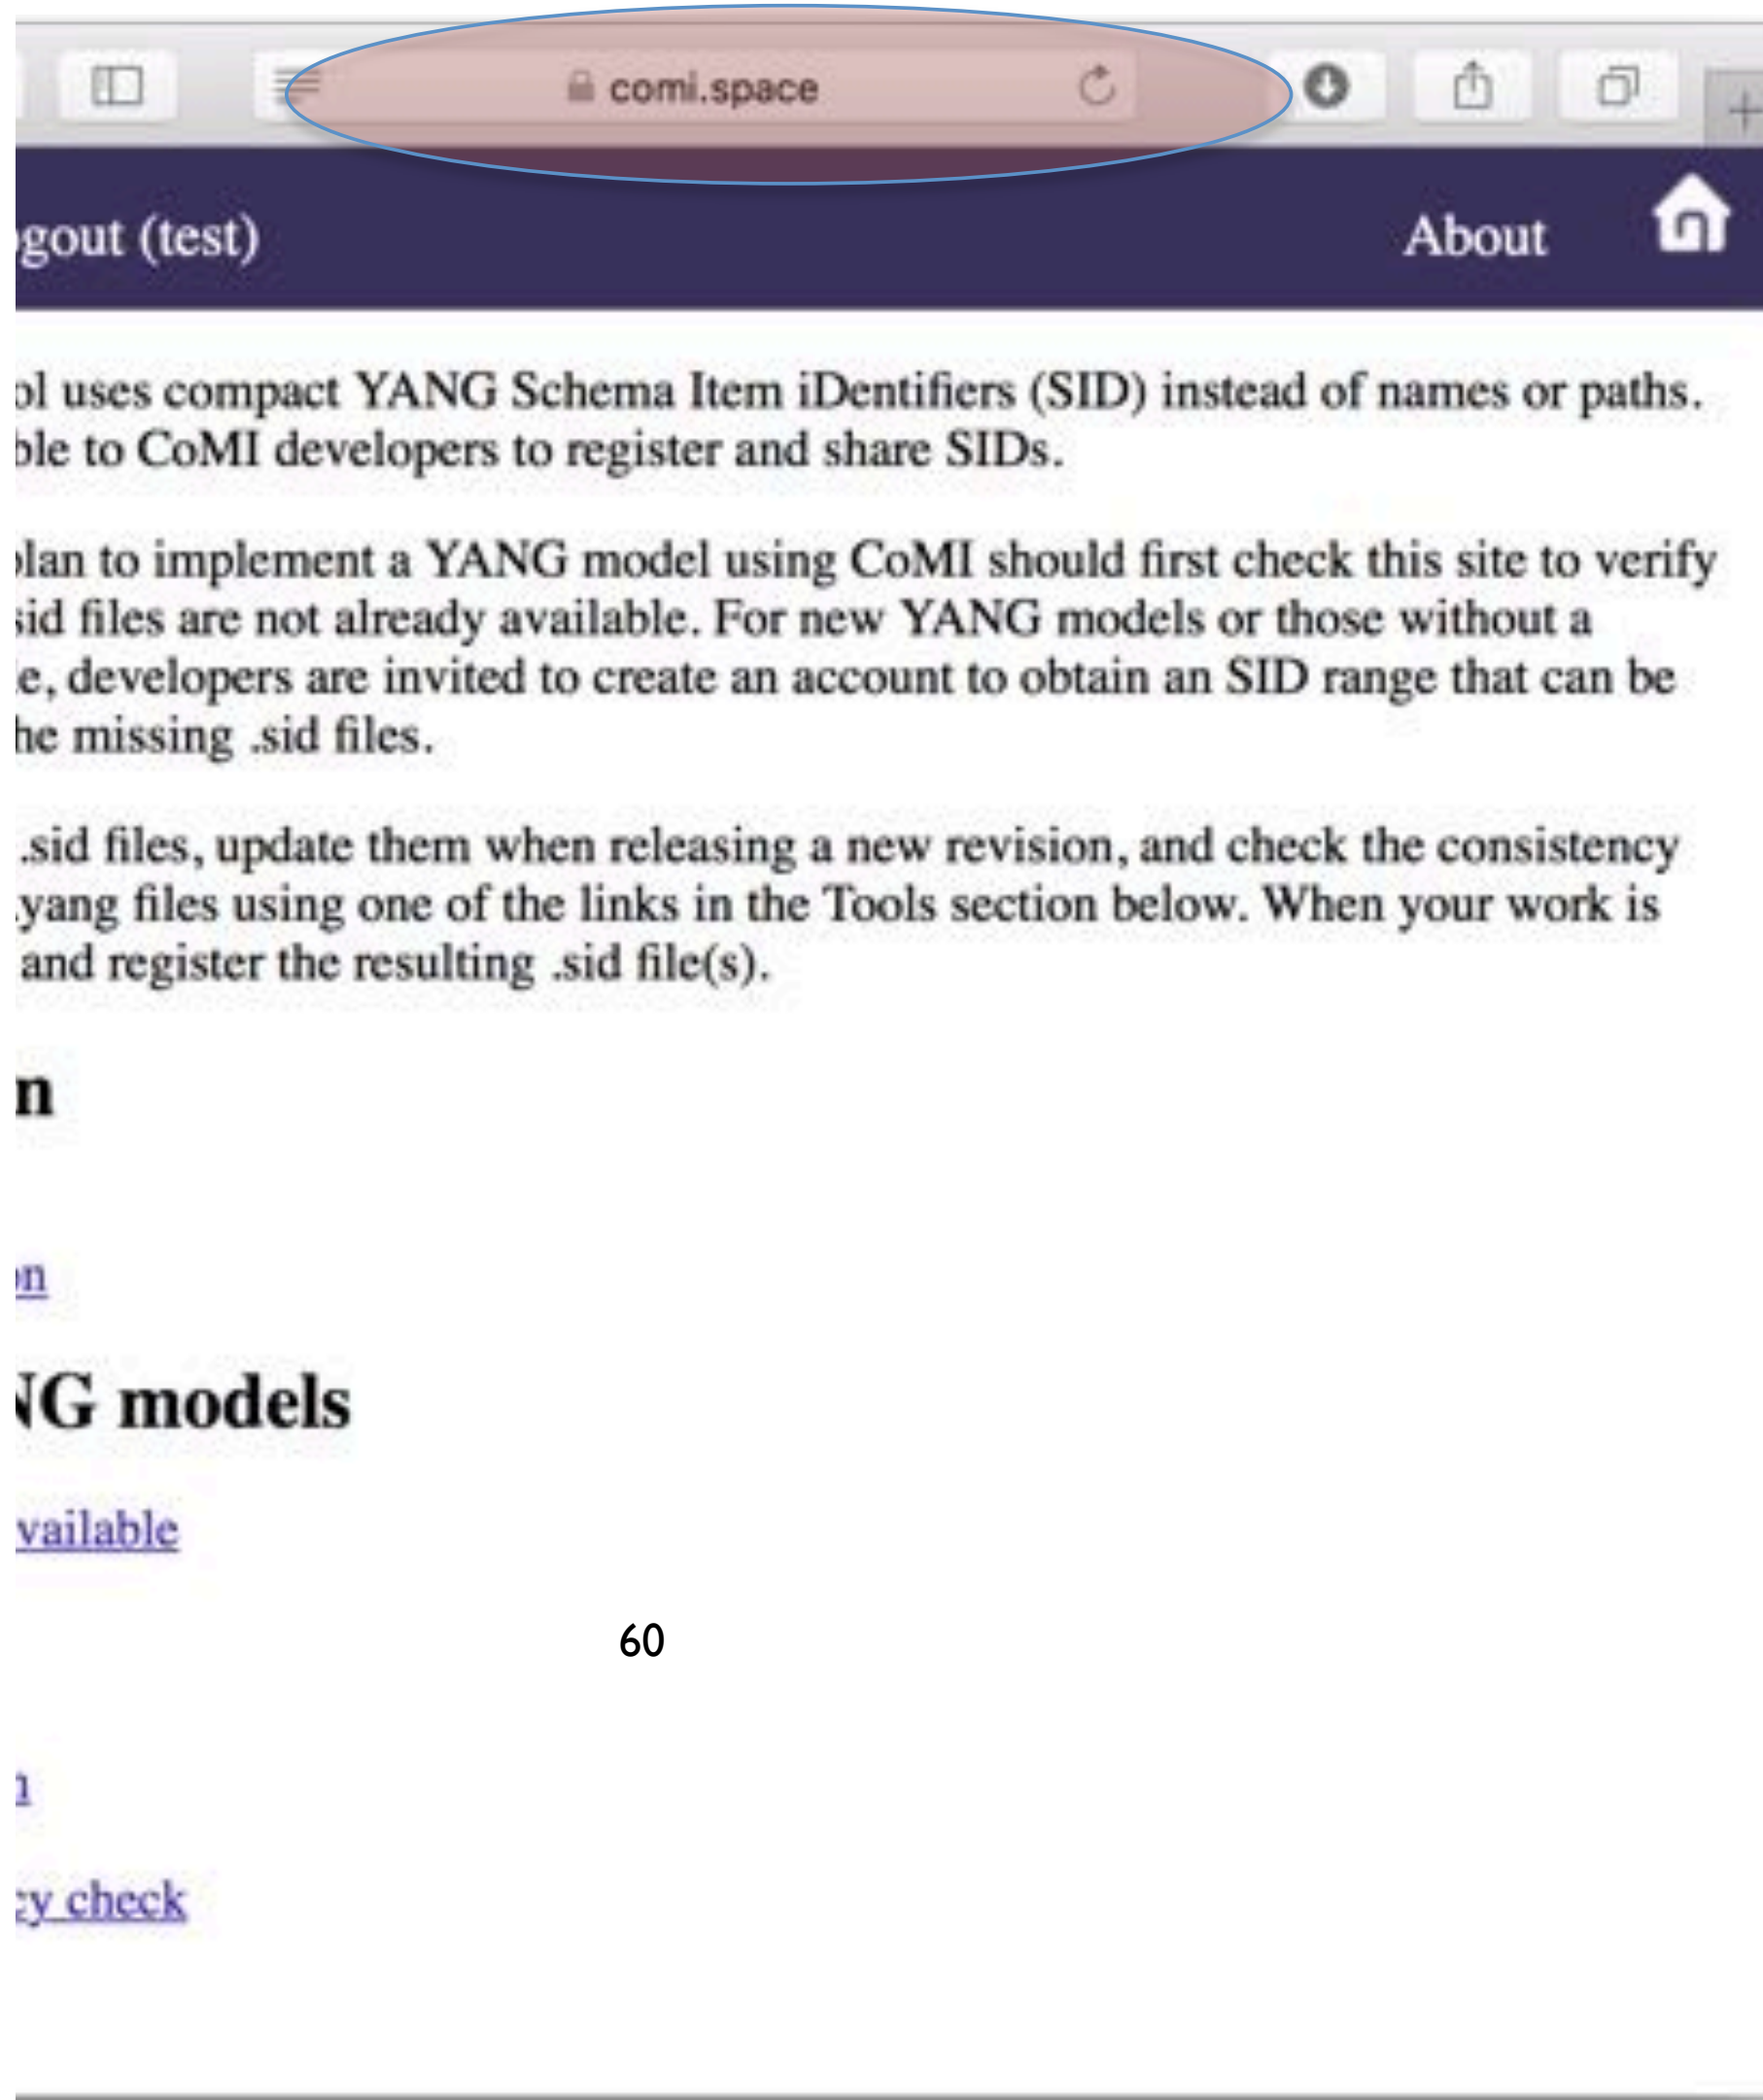 comi.space
gout (test) About
ol uses compact YANG Schema Item iDentifiers (SID) instead of names or paths.
ble to CoMI developers to register and share SIDs.
lan to implement a YANG model using CoMI should first check this site to verify
sid files are not already available. For new YANG models or those without a
e, developers are invited to create an account to obtain an SID range that can be
he missing .sid files.
.sid files, update them when releasing a new revision, and check the consistency
.yang files using one of the links in the Tools section below. When your work is
and register the resulting .sid file(s).
n
on
NG models
vailable
60
n
cy check